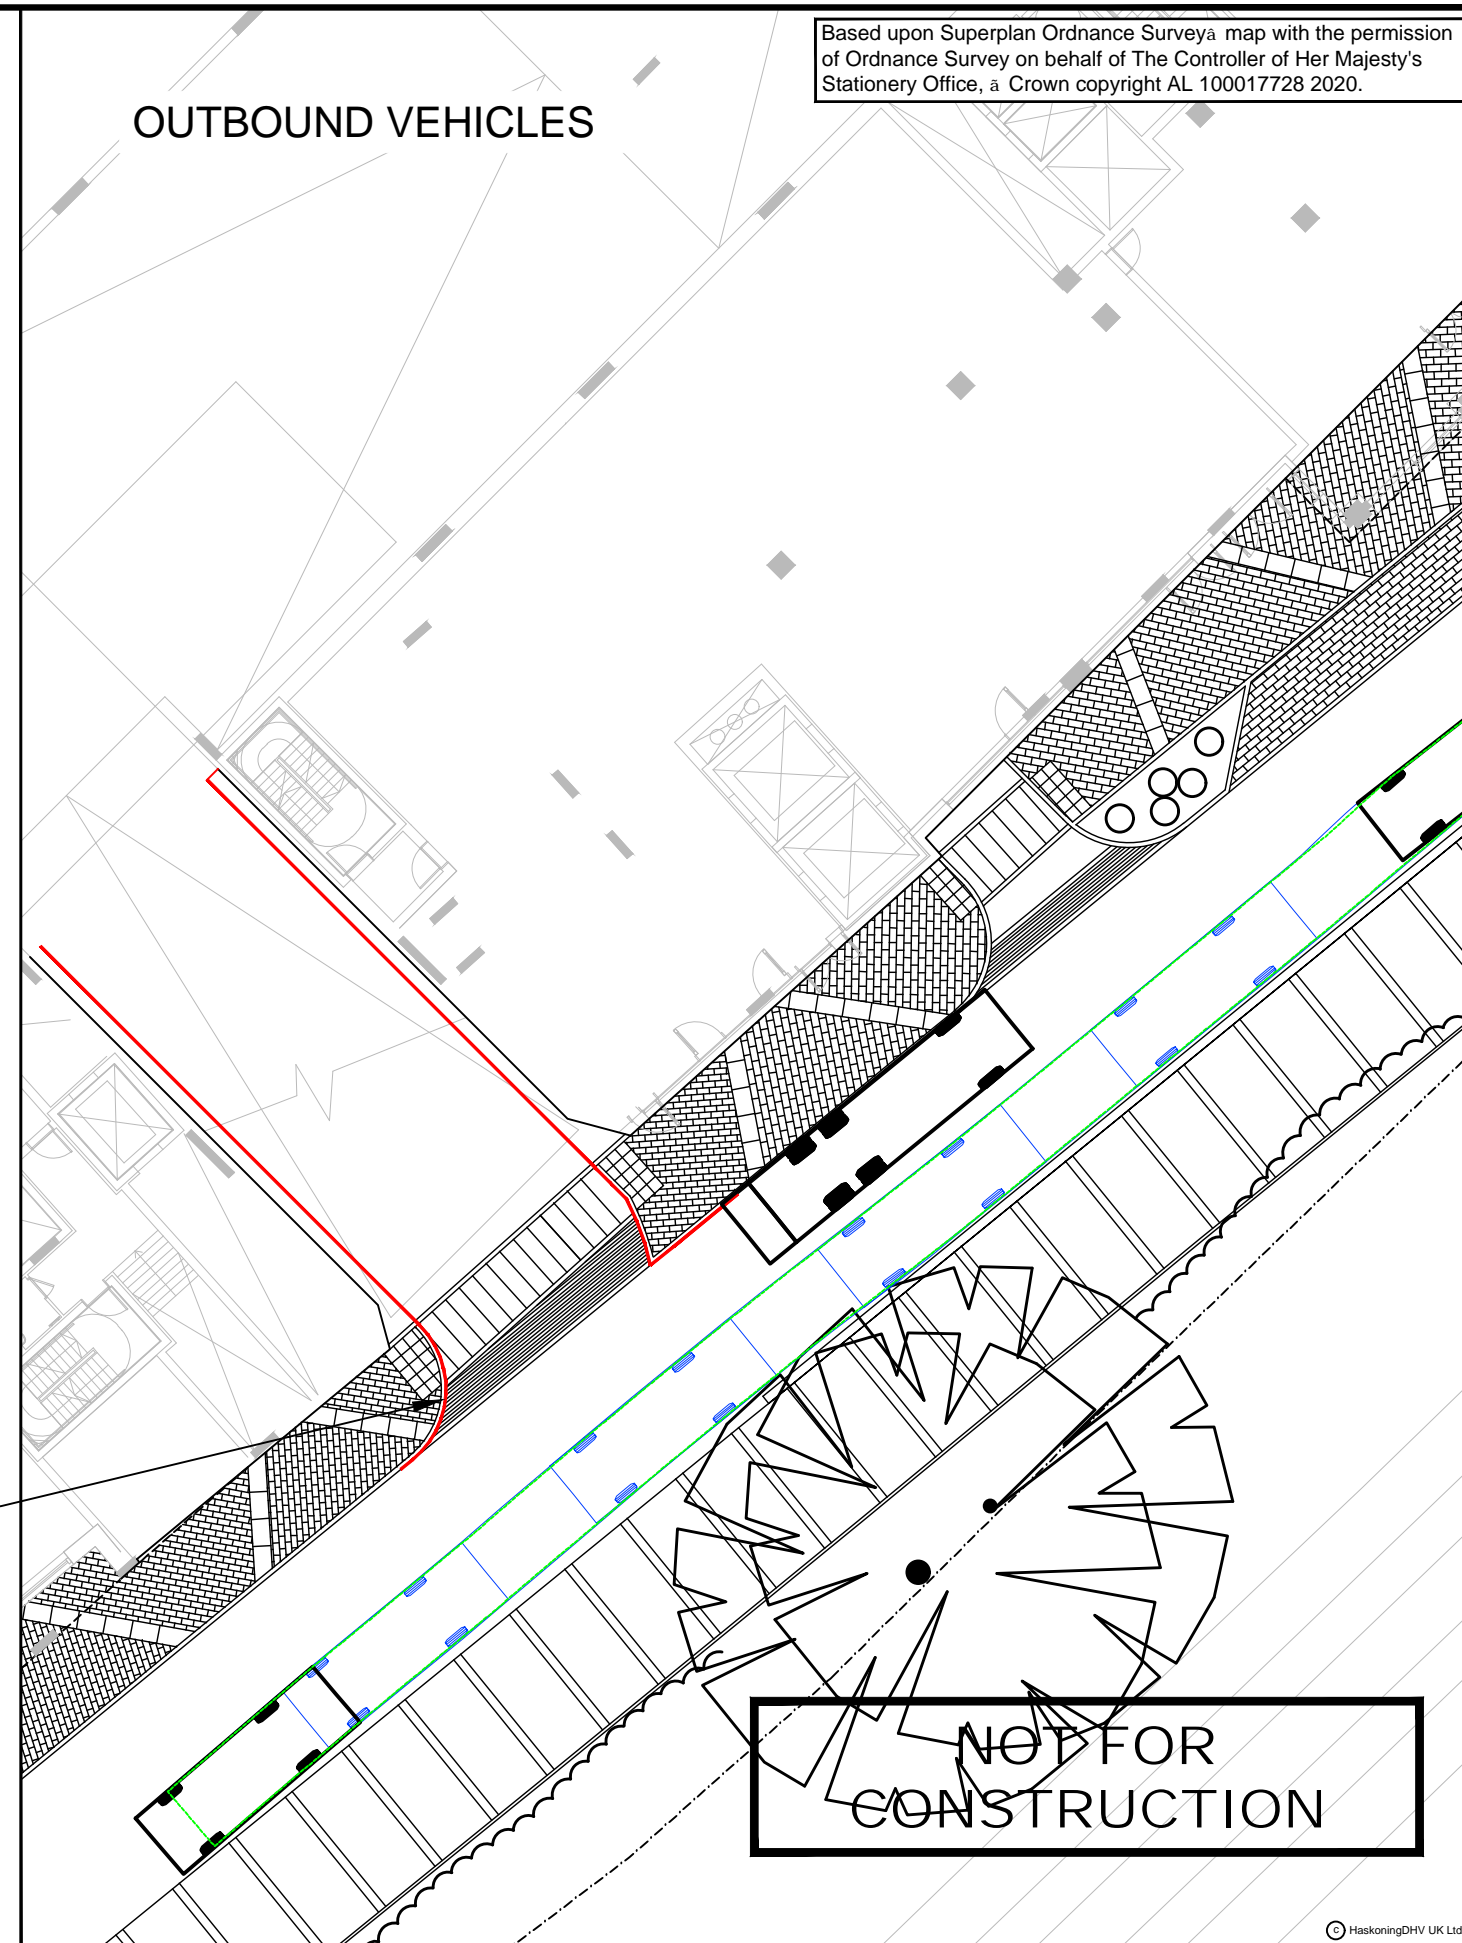 Based upon Superplan Ordnance Surveyâ map with the permission
of Ordnance Survey on behalf of The Controller of Her Majesty's
Stationery Office, ã Crown copyright AL 100017728 2020.
OUTBOUND VEHICLES
NOT FOR
CONSTRUCTION
© HaskoningDHV UK Ltd